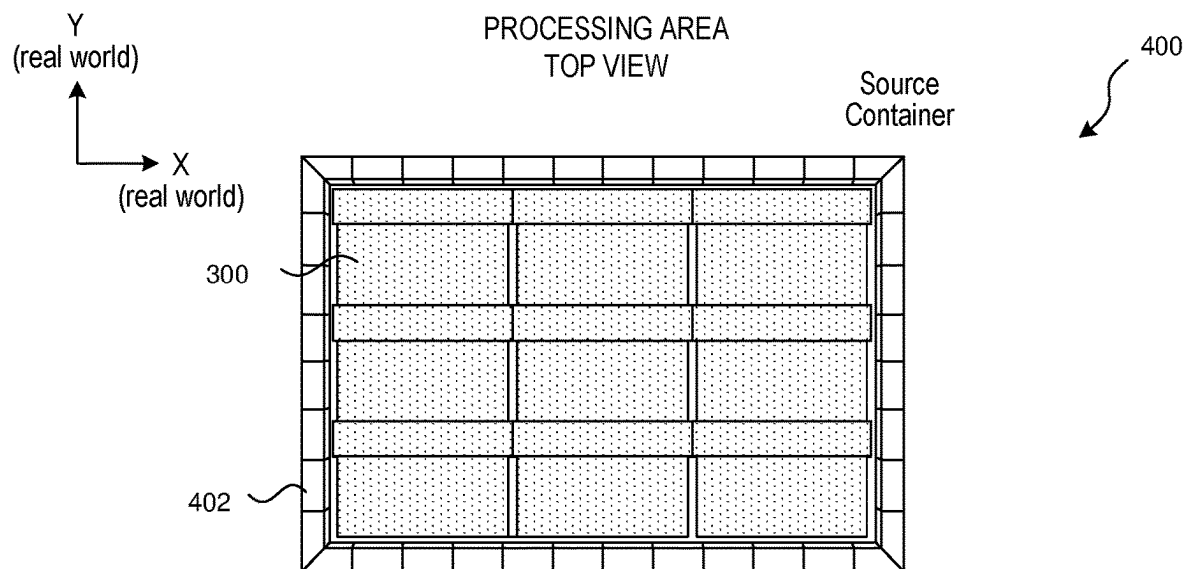 Y
(real world)
X
(real world)
PROCESSING AREA
TOP VIEW
Source
Container
400
300
402